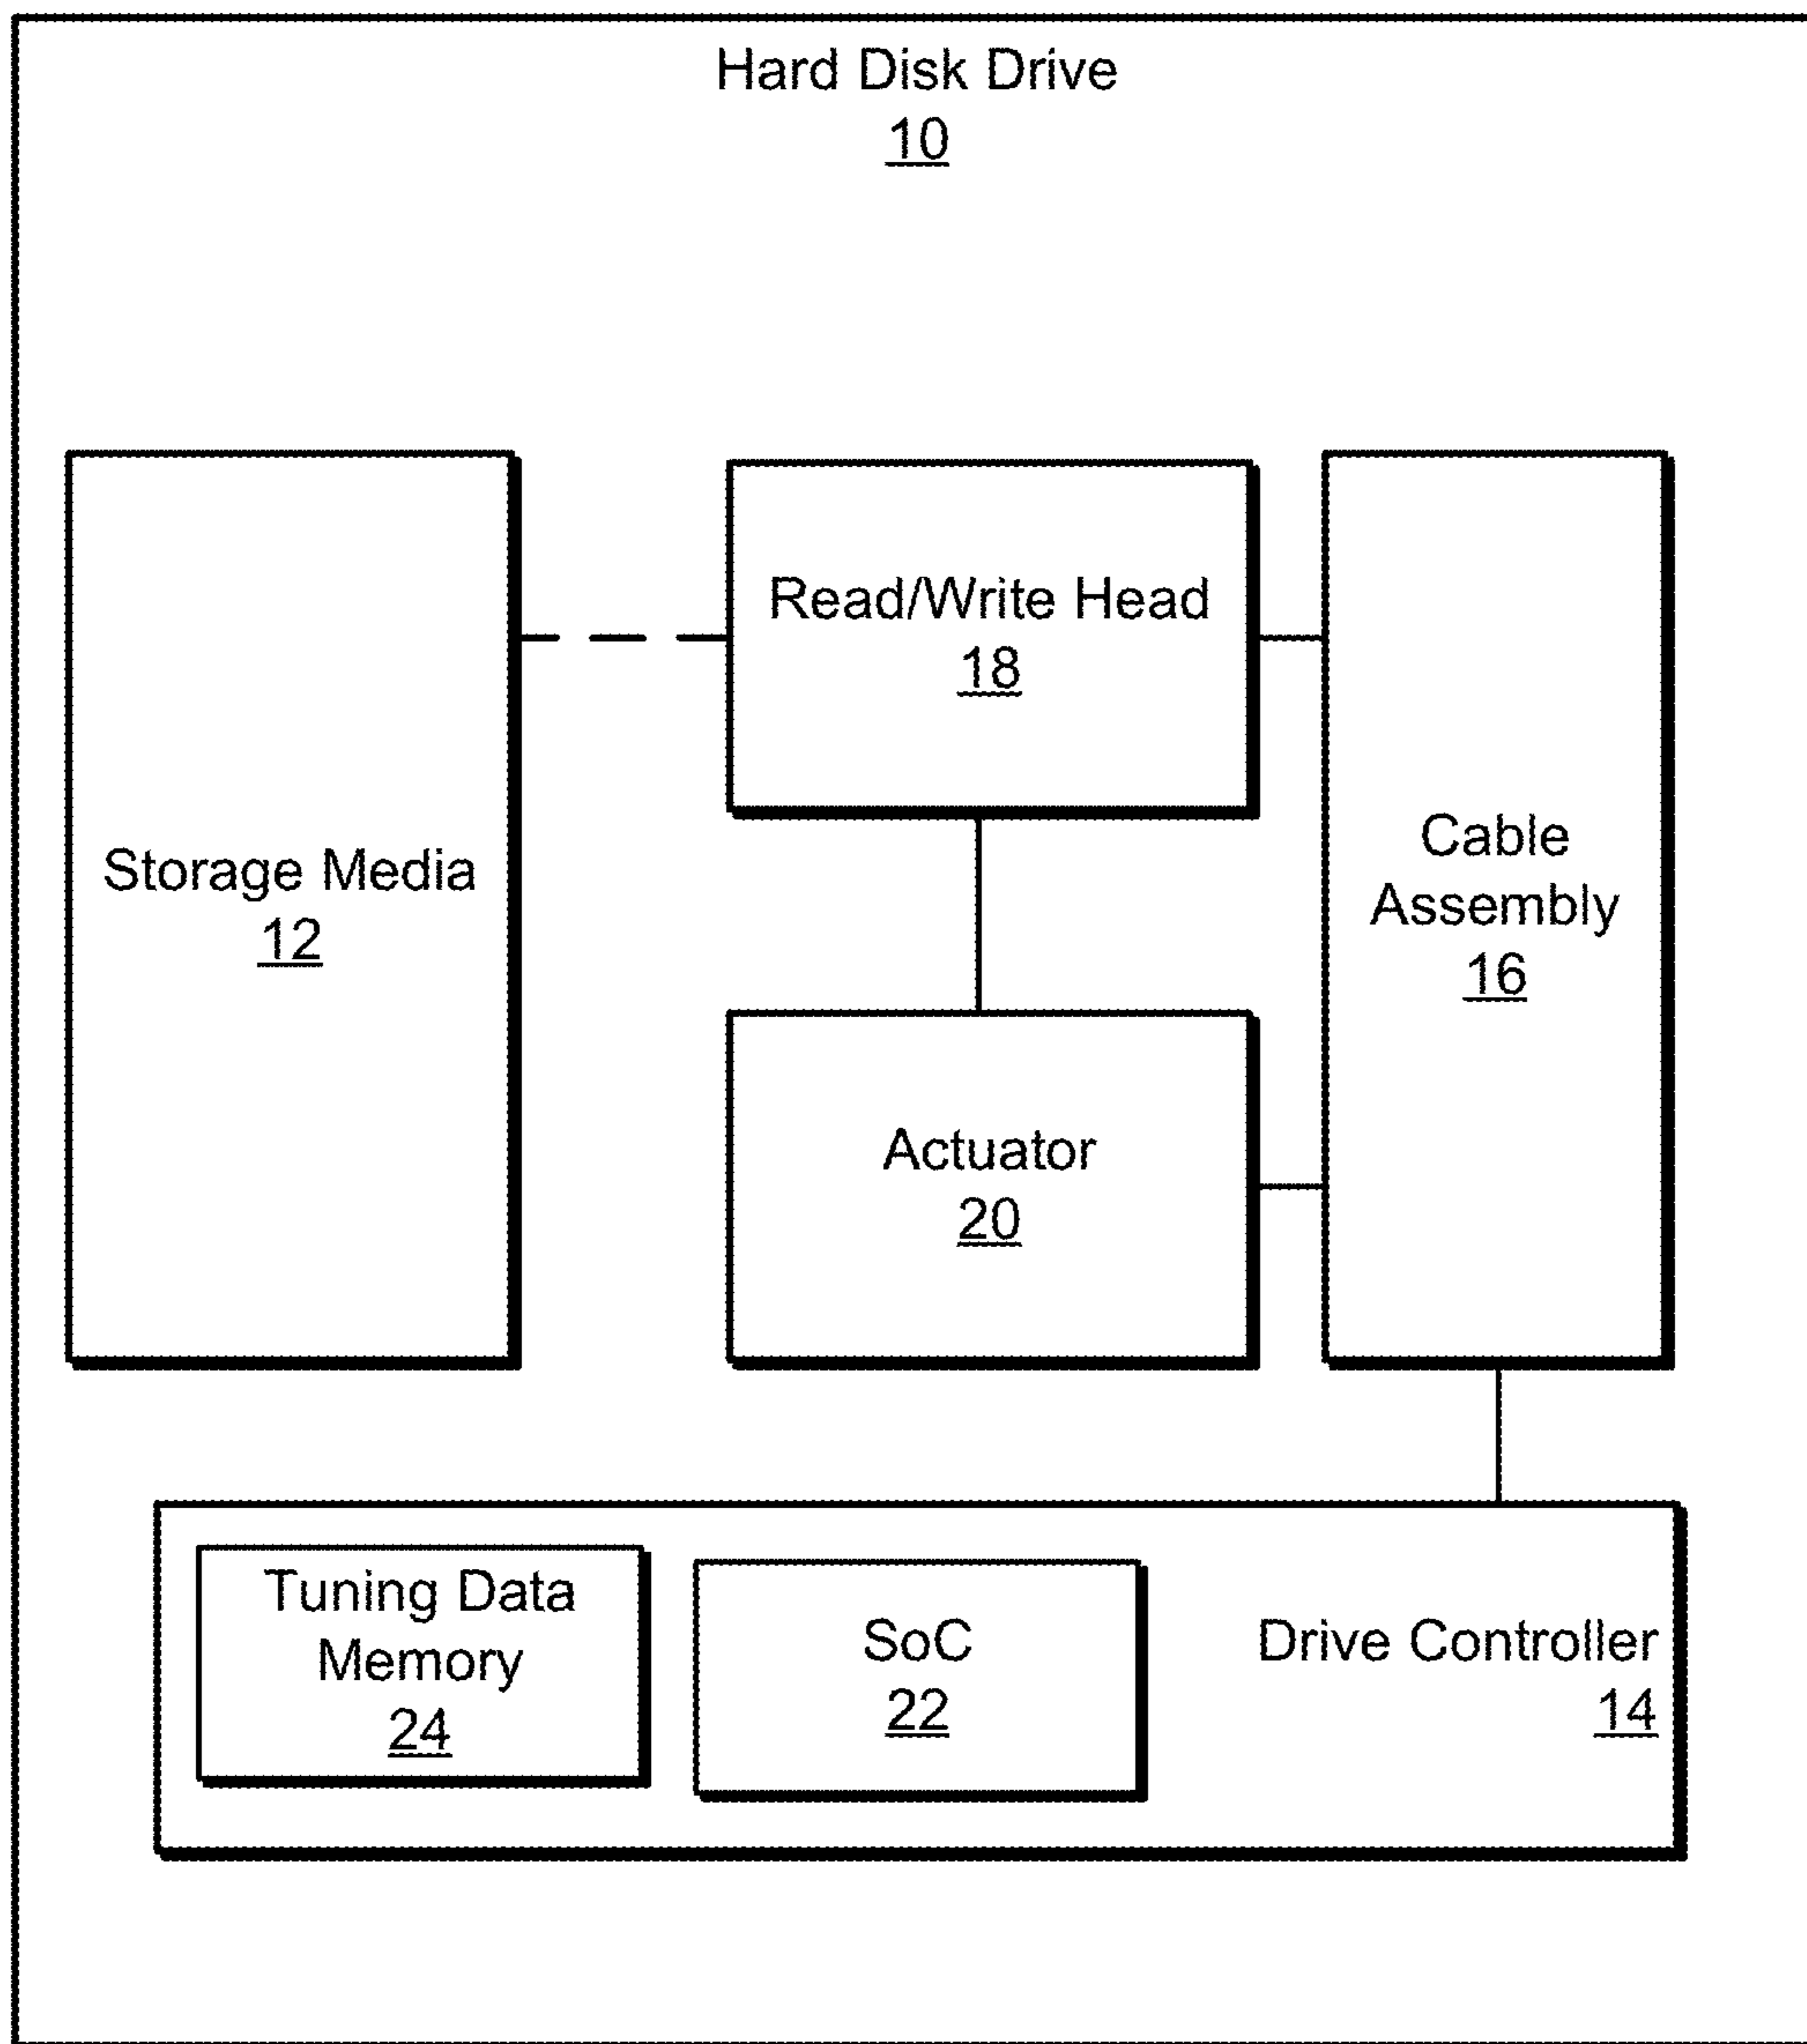 Hard Disk Drive
10
Read/Write Head
18
Storage Media
12
Cable
Assembly
16
Actuator
20
Tuning Data
Memory
24
SoC
22
Drive Controller
14